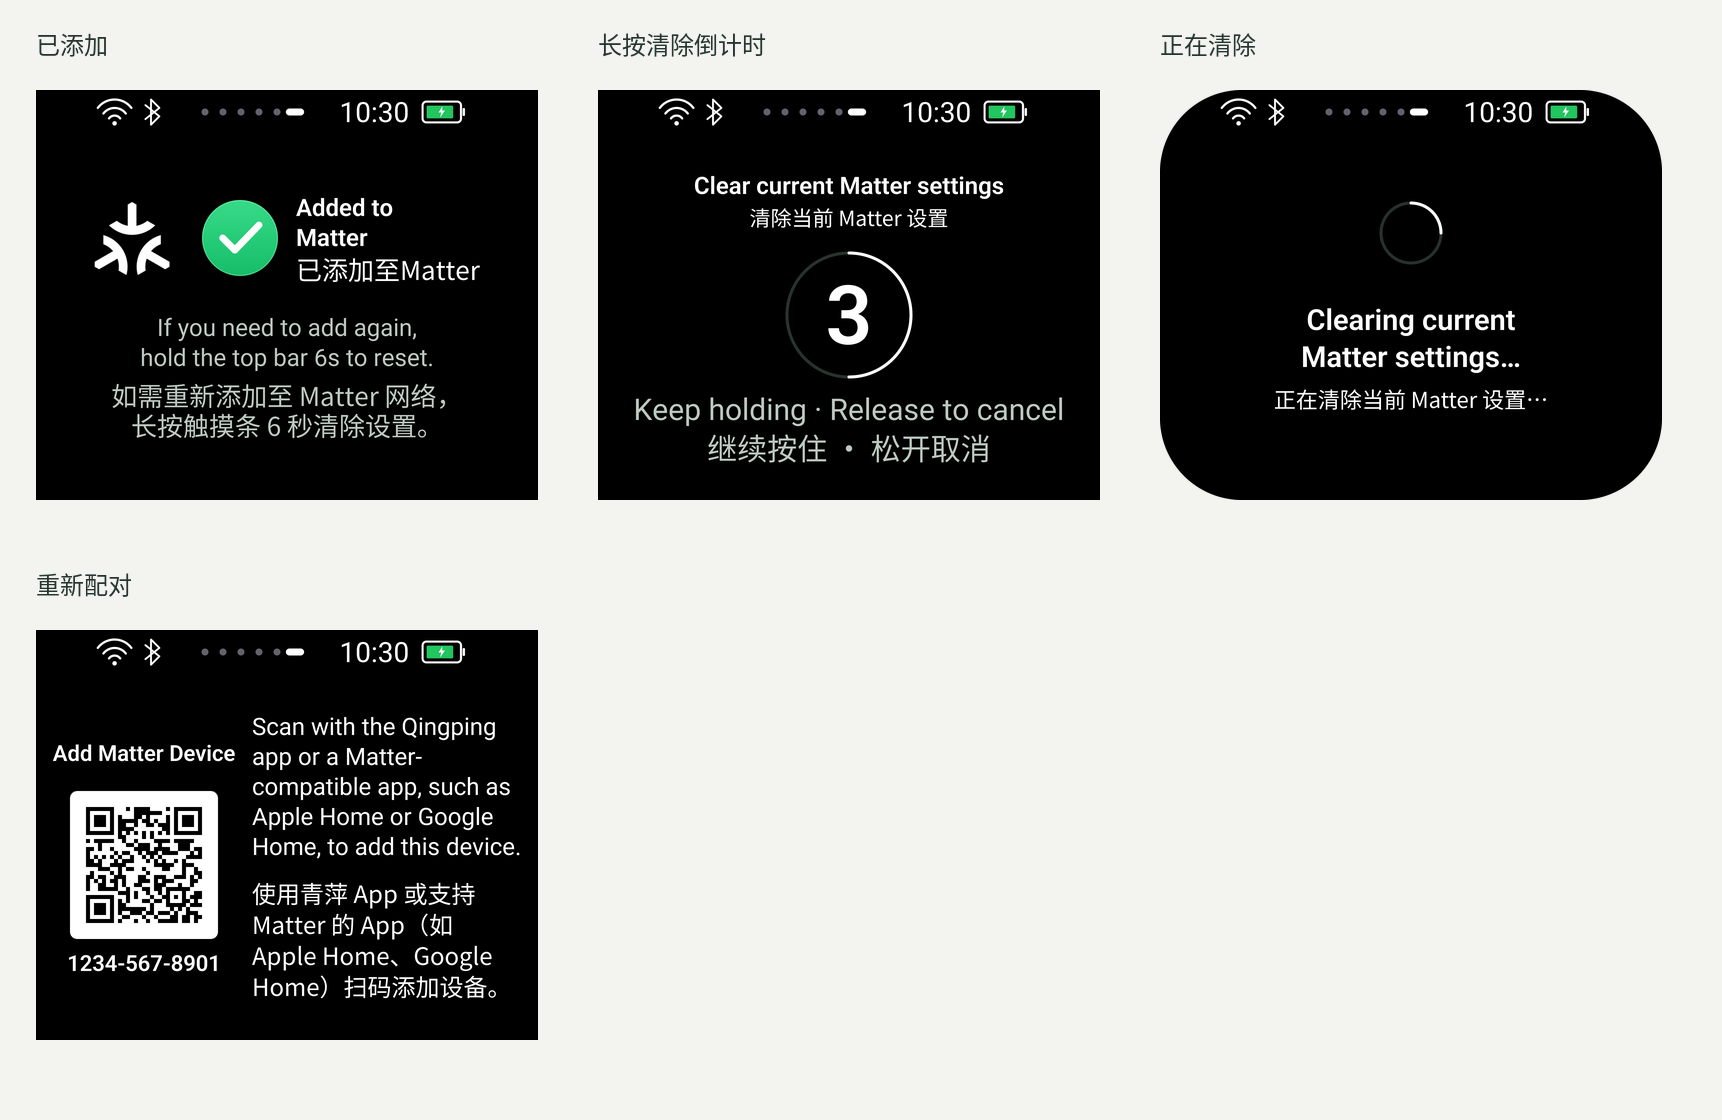 已添加
10:30
Added to
Matter
已添加至Matter
If you need to add again,
hold the top bar 6s to reset.
如需重新添加至 Matter 网络，
长按触摸条 6 秒清除设置。
长按清除倒计时
10:30
Clear current Matter settings
清除当前 Matter 设置
3
Keep holding · Release to cancel
继续按住 · 松开取消
正在清除
10:30
Clearing current
Matter settings...
正在清除当前 Matter 设置…
重新配对
10:30
Add Matter Device
1234-567-8901
Scan with the Qingping
app or a Matter-
compatible app, such as
Apple Home or Google
Home, to add this device.
使用青萍 App 或支持
Matter 的 App（如
Apple Home、Google
Home）扫码添加设备。